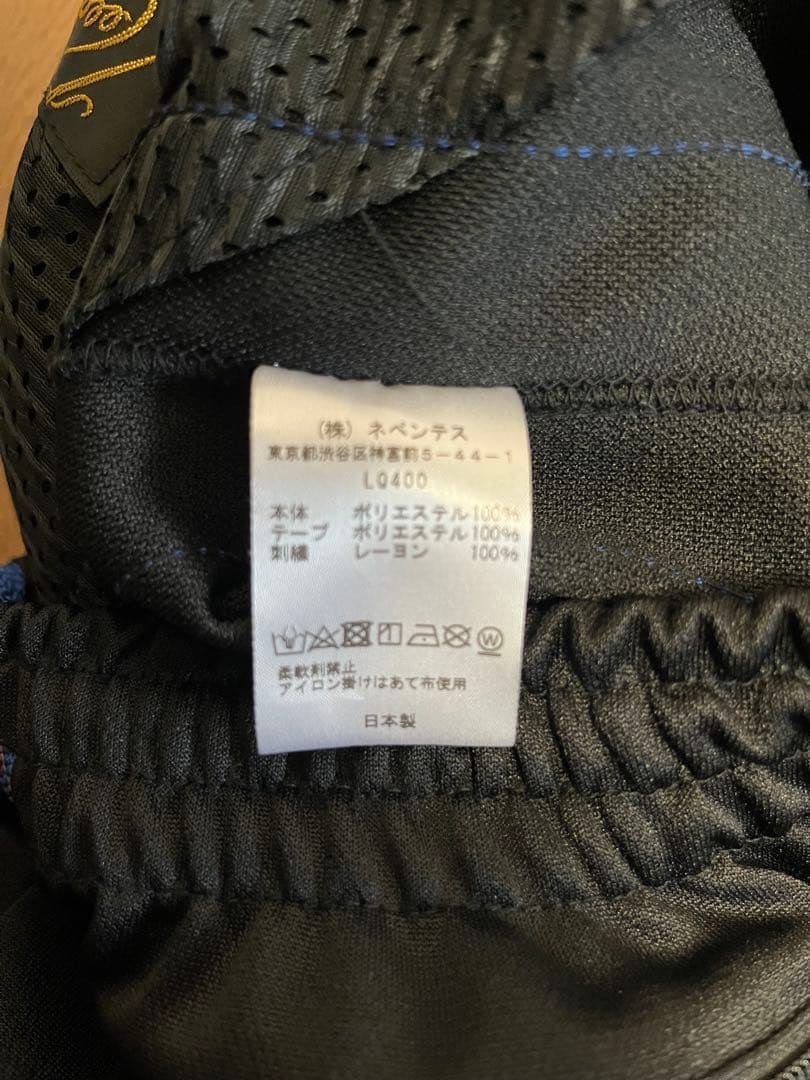 (株) ネペンテス
東京都渋谷区神宮前5-44-1
LQ400
本体 ポリエステル100%
テープ ポリエステル100%
刺繍 レーヨン 100%
柔軟剤禁止
アイロン掛けはあて布使用
日本製